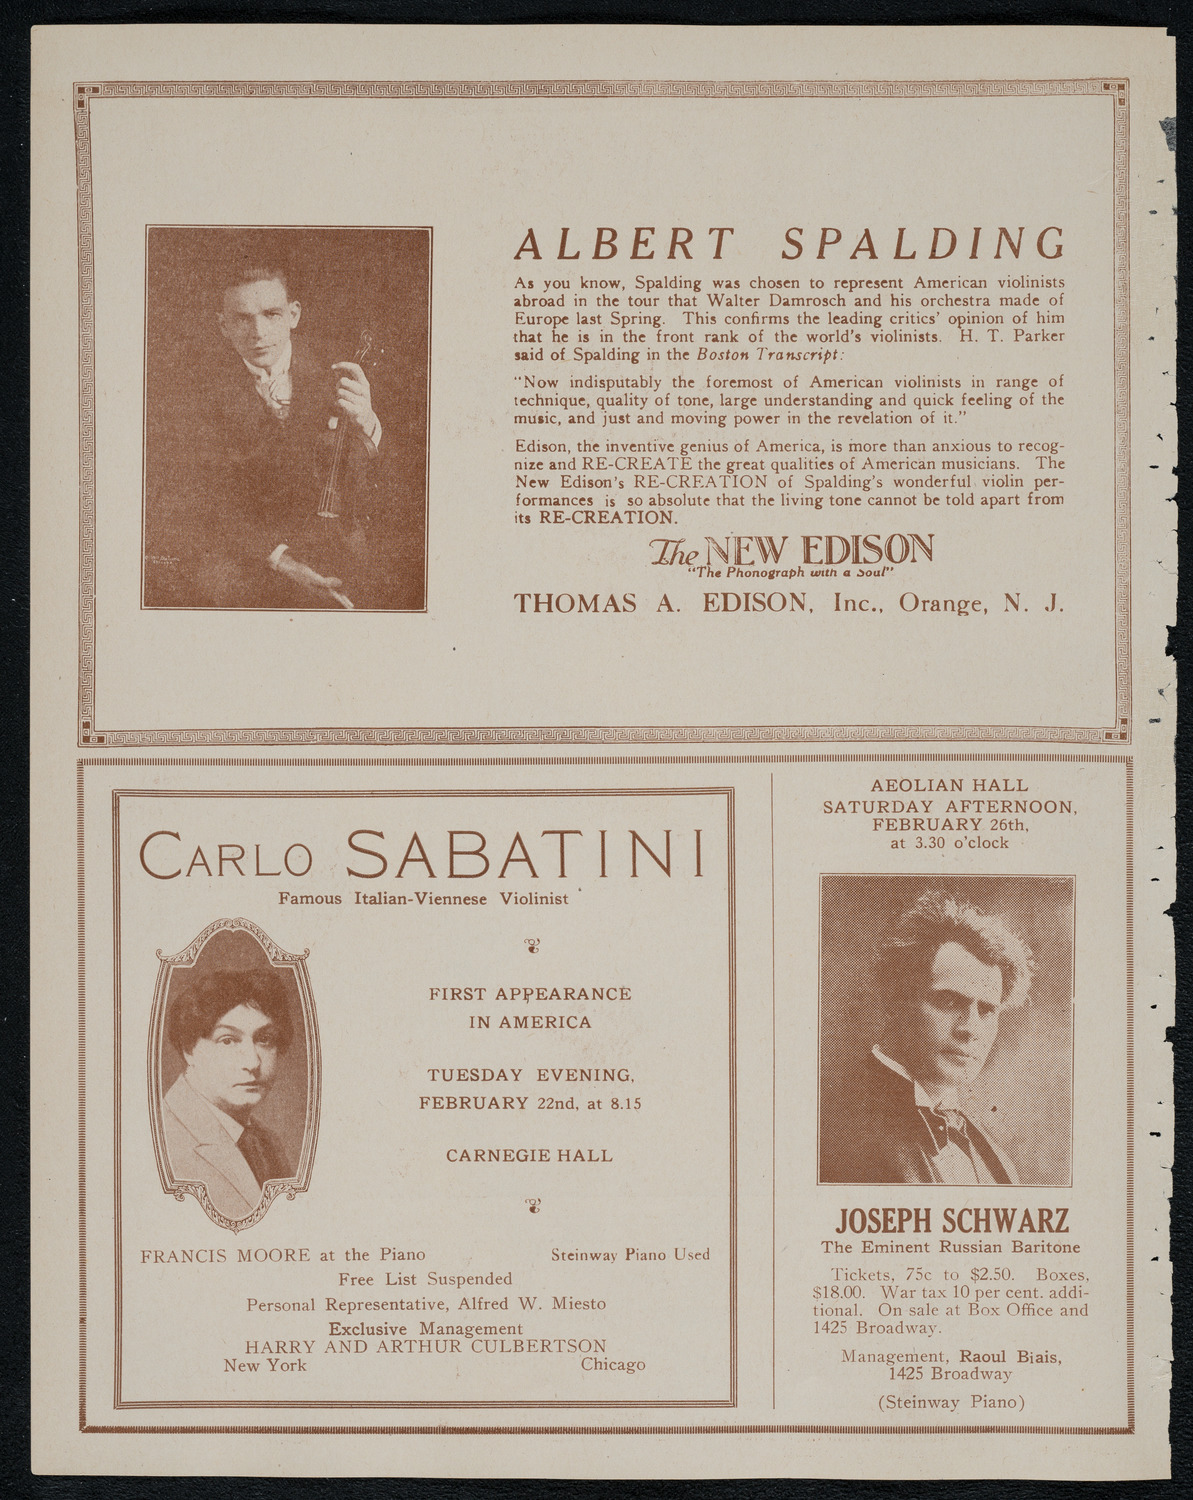 ALBERT SPALDING
As you know, Spalding was chosen to represent American violinists
abroad in the tour that Walter Damrosch and his orchestra made of
Europe last Spring. This confirms the leading critics' opinion of him
that he is in the front rank of the world's violinists. H. T. Parker
said of Spalding in the Boston Transcript:
"Now indisputably the foremost of American violinists in range of
technique, quality of tone, large understanding and quick feeling of the
music, and just and moving power in the revelation of it."
Edison, the inventive genius of America, is more than anxious to recog-
nize and RE-CREATE the great qualities of American musicians. The
New Edison's RE-CREATION of Spalding's wonderful violin per-
formances is so absolute that the living tone cannot be told apart from
its RE-CREATION.
The NEW EDISON
"The Phonograph with a Soul"
THOMAS A. EDISON, Inc., Orange, N. J.
CARLO SABATINI
Famous Italian-Viennese Violinist
FIRST APPEARANCE
IN AMERICA
TUESDAY EVENING,
FEBRUARY 22nd, at 8.15
CARNEGIE HALL
FRANCIS MOORE at the Piano Steinway Piano Used
Free List Suspended
Personal Representative, Alfred W. Miesto
Exclusive Management
HARRY AND ARTHUR CULBERTSON
New York Chicago
AEOLIAN HALL
SATURDAY AFTERNOON,
FEBRUARY 26th,
at 3.30 o'clock
JOSEPH SCHWARZ
The Eminent Russian Baritone
Tickets, 75c to $2.50. Boxes,
$18.00. War tax 10 per cent. addi-
tional. On sale at Box Office and
1425 Broadway.
Management, Raoul Biais,
1425 Broadway
(Steinway Piano)